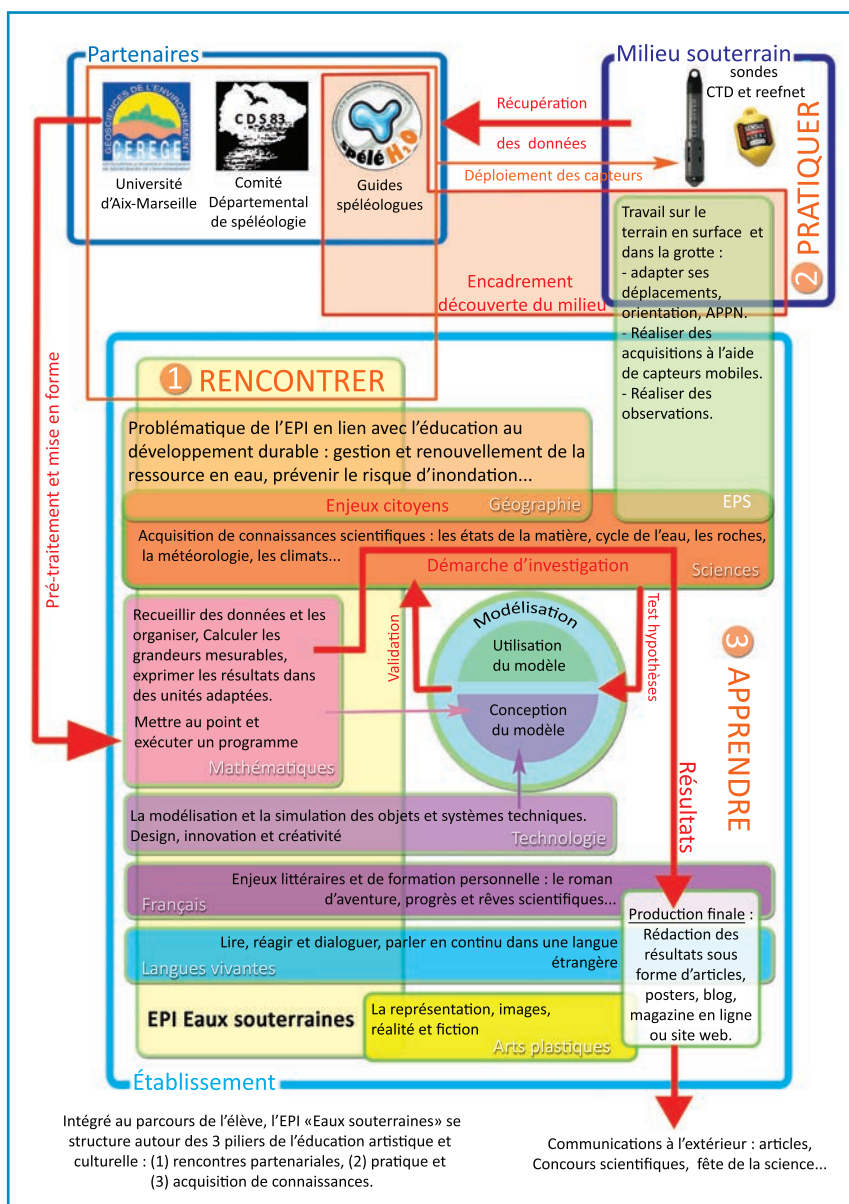 Partenaires
Milieu souterrain
sondes
CTD et reefnet
GÉOSCIENCES DE L'ENVIRONNEMENT
CEREGE
CDS 83
spélé H2O
Université
d'Aix-Marseille
Comité
Départemental
de spéléologie
Guides
spéléologues
Récupération
des données
Déploiement des capteurs
2 PRATIQUER
Travail sur le
terrain en surface et
dans la grotte :
- adapter ses
déplacements,
orientation, APPN.
- Réaliser des
acquisitions à l'aide
de capteurs mobiles.
- Réaliser des
observations.
EPS
Encadrement
découverte du milieu
Pré-traitement et mise en forme
1 RENCONTRER
Problématique de l'EPI en lien avec l'éducation au
développement durable : gestion et renouvellement de la
ressource en eau, prévenir le risque d'inondation...
Enjeux citoyens
Géographie
Acquisition de connaissances scientifiques : les états de la matière, cycle de l'eau, les roches,
la météorologie, les climats...
Démarche d'investigation
Sciences
Recueillir des données et les
organiser, Calculer les
grandeurs mesurables,
exprimer les résultats dans
des unités adaptées.
Mettre au point et
exécuter un programme
Mathématiques
Validation
Modélisation
Utilisation
du modèle
Conception
du modèle
Test hypothèses
3 APPRENDRE
Résultats
La modélisation et la simulation des objets et systèmes techniques.
Design, innovation et créativité
Technologie
Enjeux littéraires et de formation personnelle : le roman
d'aventure, progrès et rêves scientifiques...
Français
Lire, réagir et dialoguer, parler en continu dans une langue
étrangère
Langues vivantes
Production finale :
Rédaction des
résultats sous
forme d'articles,
posters, blog,
magazine en ligne
ou site web.
EPI Eaux souterraines
La représentation, images,
réalité et fiction
Arts plastiques
Établissement
Intégré au parcours de l'élève, l'EPI «Eaux souterraines» se
structure autour des 3 piliers de l'éducation artistique et
culturelle : (1) rencontres partenariales, (2) pratique et
(3) acquisition de connaissances.
Communications à l'extérieur : articles,
Concours scientifiques, fête de la science...